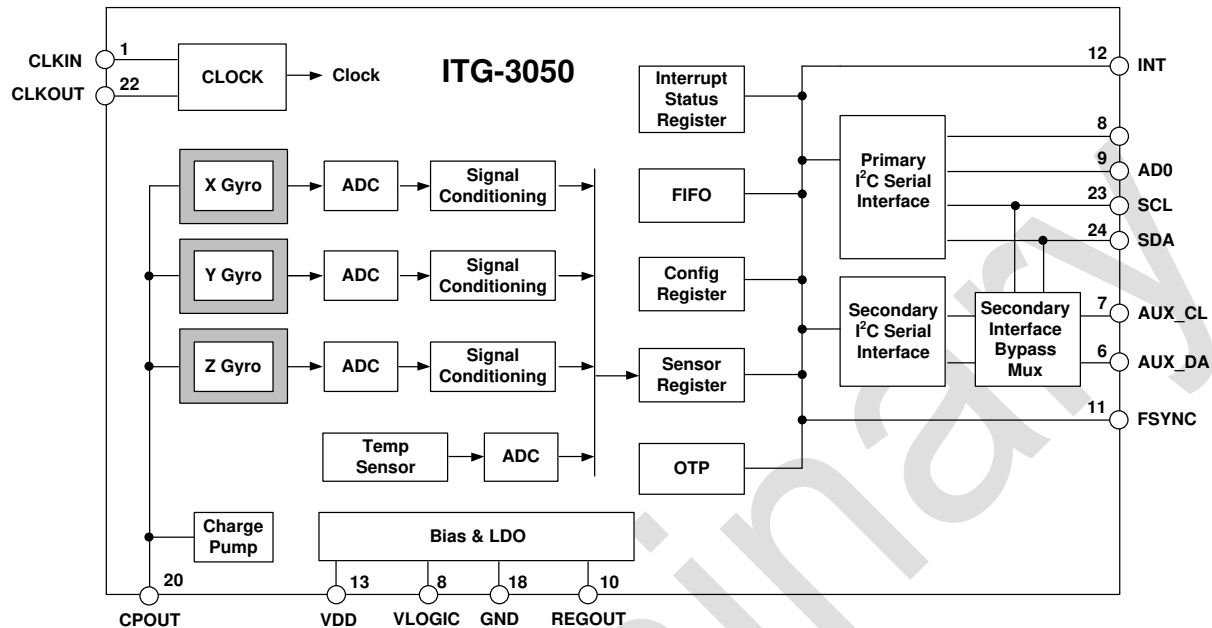 ITG-3050
CLKIN
1
CLKOUT
22
CLOCK
Clock
X Gyro
ADC
Signal
Conditioning
Y Gyro
ADC
Signal
Conditioning
Z Gyro
ADC
Signal
Conditioning
Temp
Sensor
ADC
Charge
Pump
Bias & LDO
Interrupt
Status
Register
FIFO
Config
Register
Sensor
Register
OTP
Primary
I²C Serial
Interface
Secondary
I²C Serial
Interface
Secondary
Interface
Bypass
Mux
12
INT
8
9
AD0
23
SCL
24
SDA
7
AUX_CL
6
AUX_DA
11
FSYNC
20
CPOUT
13
VDD
8
VLOGIC
18
GND
10
REGOUT
inary